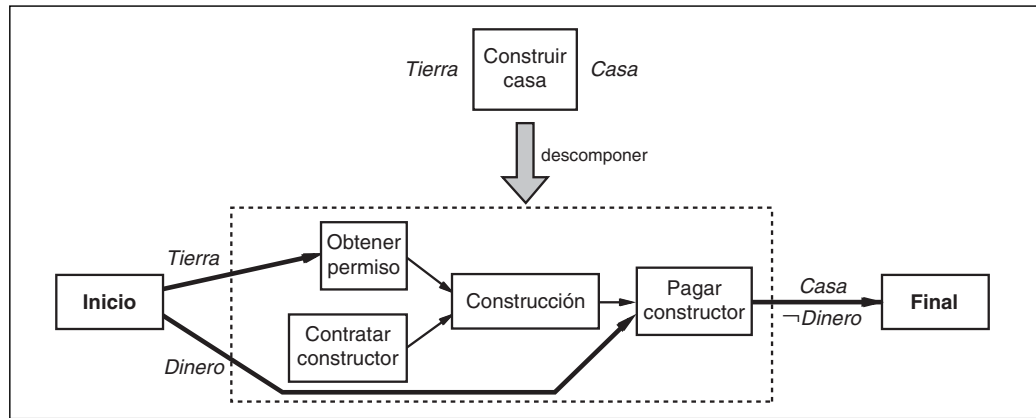 Tierra
Construir
casa
Casa
descomponer
Tierra
Obtener
permiso
Inicio
Construcción
Pagar
constructor
Casa
¬Dinero
Final
Contratar
constructor
Dinero